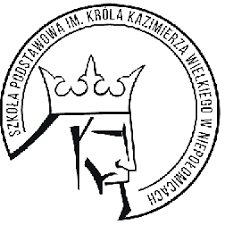 SZKOŁA PODSTAWOWA IM. KRÓLA KAZIMIERZA WIELKIEGO W NIEPOŁOMICACH